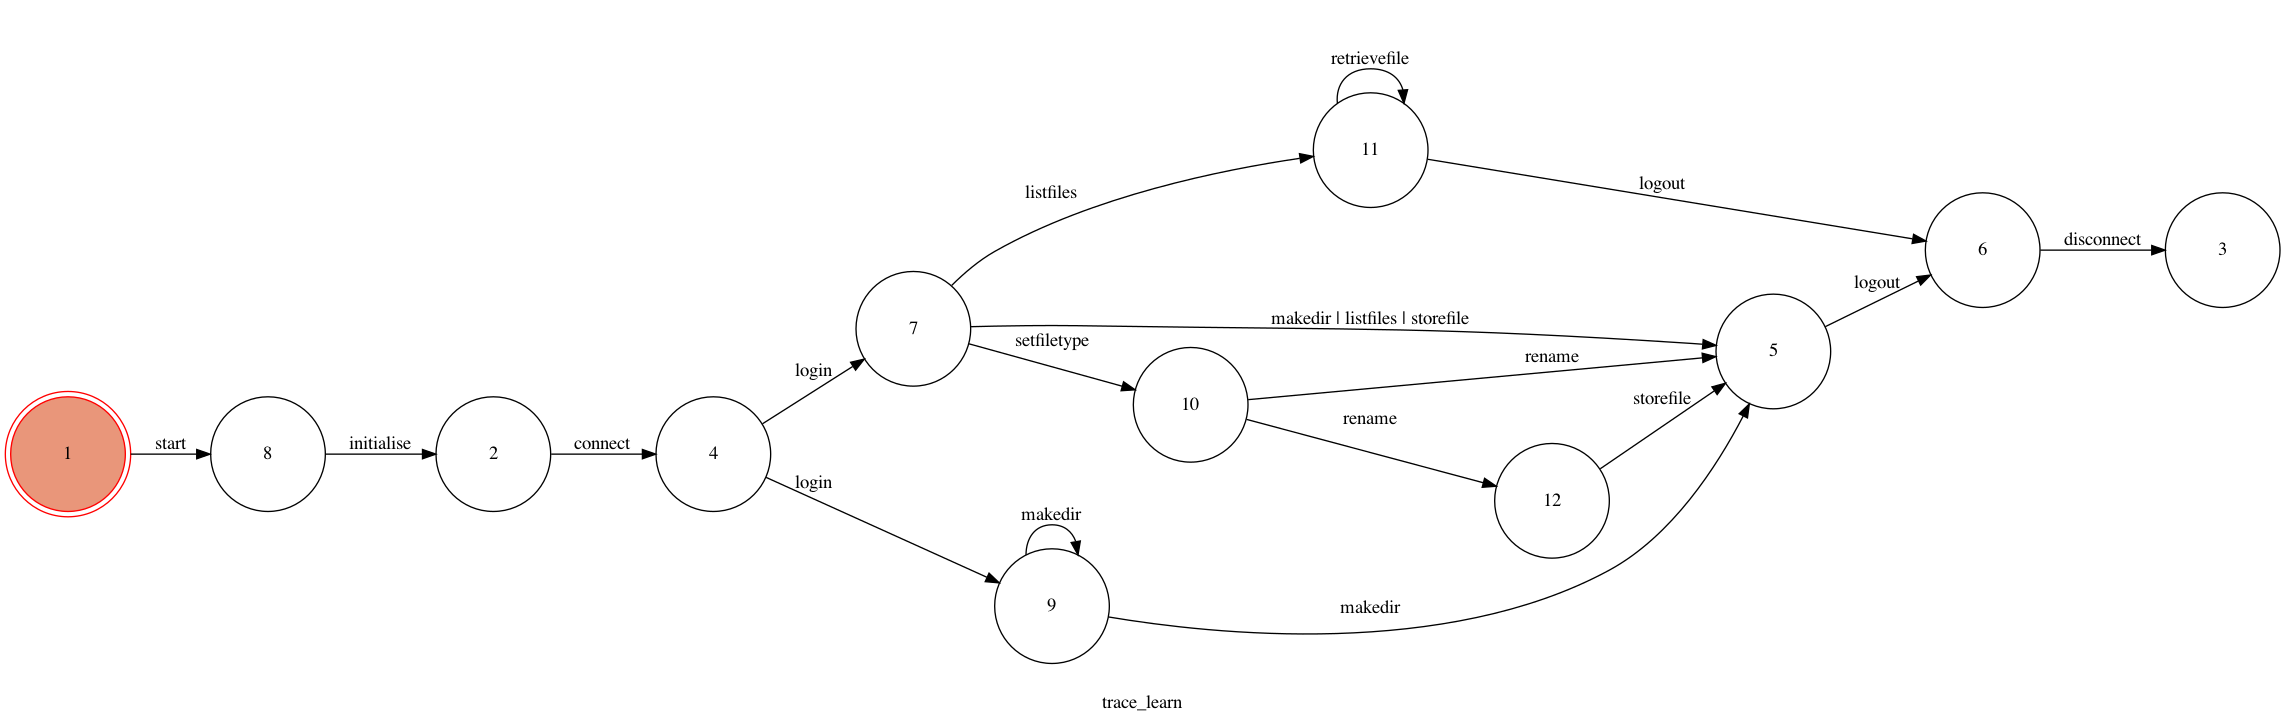 retrievefile
11
listfiles
logout
6
disconnect
3
7
makedir | listfiles | storefile
logout
setfiletype
5
rename
login
10
storefile
rename
1
start
8
initialise
2
connect
4
login
12
makedir
9
makedir
trace_learn